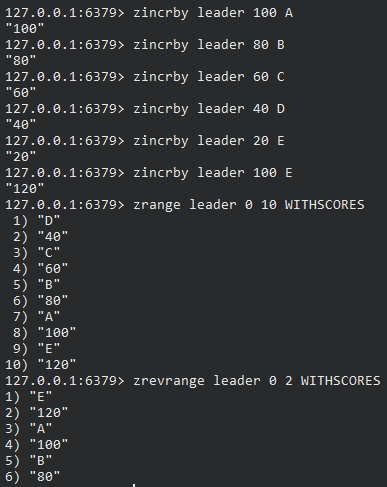 127.0.0.1:6379> zincrby leader 100 A
"100"
127.0.0.1:6379> zincrby leader 80 B
"80"
127.0.0.1:6379> zincrby leader 60 C
"60"
127.0.0.1:6379> zincrby leader 40 D
"40"
127.0.0.1:6379> zincrby leader 20 E
"20"
127.0.0.1:6379> zincrby leader 100 E
"120"
127.0.0.1:6379> zrange leader 0 10 WITHSCORES
 1) "D"
 2) "40"
 3) "C"
 4) "60"
 5) "B"
 6) "80"
 7) "A"
 8) "100"
 9) "E"
10) "120"
127.0.0.1:6379> zrevrange leader 0 2 WITHSCORES
1) "E"
2) "120"
3) "A"
4) "100"
5) "B"
6) "80"